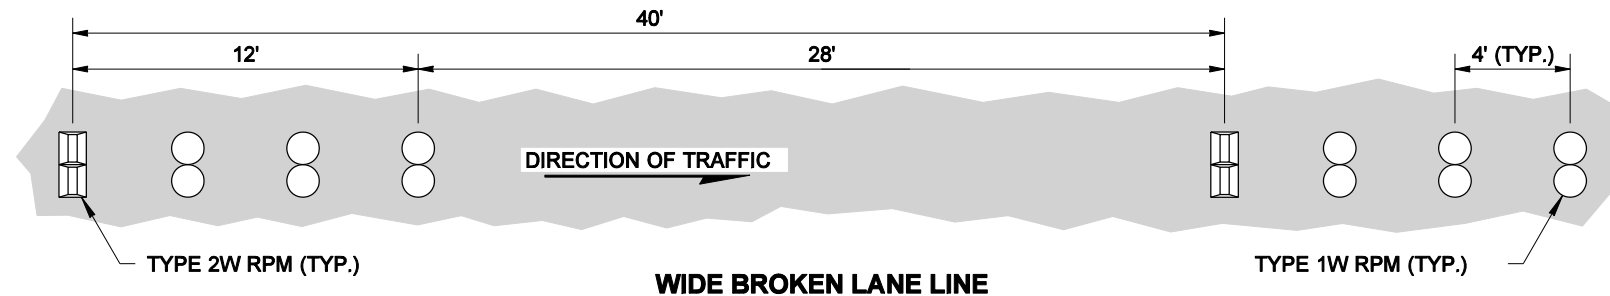 40'
12'
28'
4' (TYP.)
DIRECTION OF TRAFFIC
TYPE 2W RPM (TYP.)
TYPE 1W RPM (TYP.)
WIDE BROKEN LANE LINE